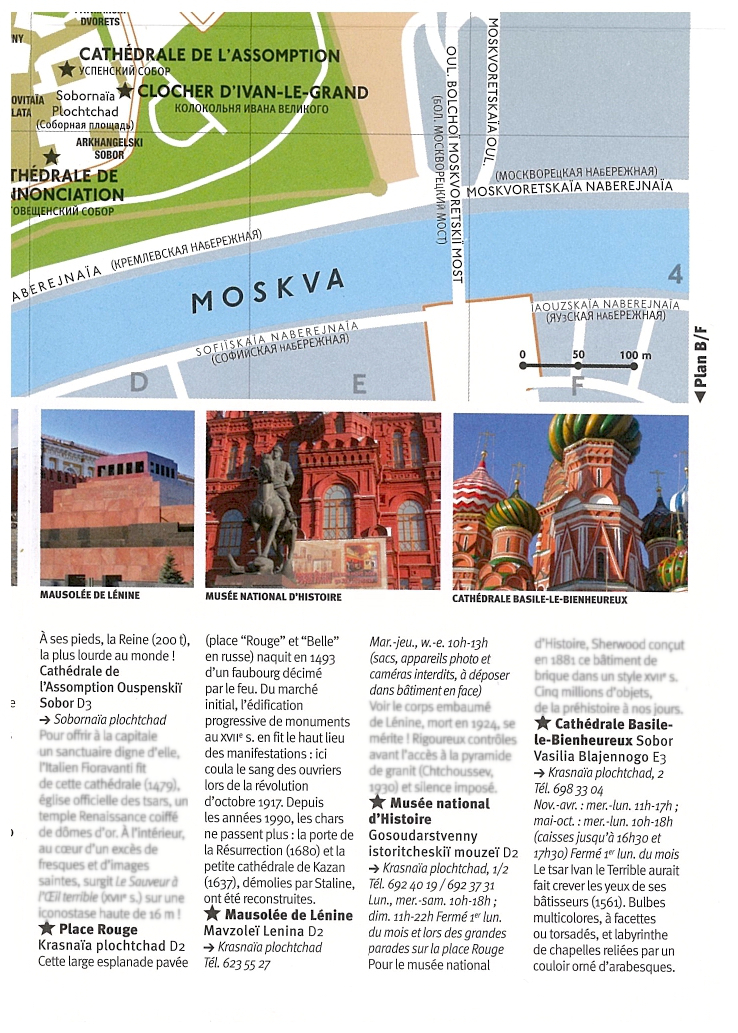 DVORETS
NY
CATHÉDRALE DE L'ASSOMPTION
УСПЕНСКИЙ СОБОР
Sobornaïa
Plochtchad
(Соборная площадь)
CLOCHER D'IVAN-LE-GRAND
КОЛОКОЛЬНЯ ИВАНА ВЕЛИКОГО
OVITAÏA
LATA
ARKHANGELSKI
SOBOR
THÉDRALE DE
NNONCIATION
ГОВЕЩЕНСКИЙ СОБОР
OUL. BOLCHOÏ MOSKVORETSKIÏ MOST
(БОЛ. МОСКВОРЕЦКИЙ МОСТ)
MOSKVORETSKAÏA OUL.
(МОСКВОРЕЦКАЯ НАБЕРЕЖНАЯ)
MOSKVORETSKAÏA NABEREJNAÏA
ABEREJNAÏA (КРЕМЛЕВСКАЯ НАБЕРЕЖНАЯ)
MOSKVA
4
SOFIÏSKAÏA NABEREJNAÏA
(СОФИЙСКАЯ НАБЕРЕЖНАЯ)
IAOUZSKAÏA NABEREJNAÏA
(ЯУЗСКАЯ НАБЕРЕЖНАЯ)
0 50 100 m
D E F
◀Plan B/F
MAUSOLÉE DE LÉNINE
MUSÉE NATIONAL D'HISTOIRE
CATHÉDRALE BASILE-LE-BIENHEUREUX
À ses pieds, la Reine (200 t),
la plus lourde au monde !
Cathédrale de
l'Assomption Ouspenskiï
Sobor D3
→ Sobornaïa plochtchad
Pour offrir à la capitale
un sanctuaire digne d'elle,
l'Italien Fioravanti fit
de cette cathédrale (1479),
église officielle des tsars, un
temple Renaissance coiffé
de dômes d'or. À l'intérieur,
au cœur d'un excès de
fresques et d'images
saintes, surgit Le Sauveur à
l'Œil terrible (XVIIe s.) sur une
iconostase haute de 16 m !
★ Place Rouge
Krasnaïa plochtchad D2
Cette large esplanade pavée
(place "Rouge" et "Belle"
en russe) naquit en 1493
d'un faubourg décimé
par le feu. Du marché
initial, l'édification
progressive de monuments
au XVIIe s. en fit le haut lieu
des manifestations : ici
coula le sang des ouvriers
lors de la révolution
d'octobre 1917. Depuis
les années 1990, les chars
ne passent plus : la porte de
la Résurrection (1680) et la
petite cathédrale de Kazan
(1637), démolies par Staline,
ont été reconstruites.
★ Mausolée de Lénine
Mavzoleï Lenina D2
→ Krasnaïa plochtchad
Tél. 623 55 27
Mar.-jeu., w.-e. 10h-13h
(sacs, appareils photo et
caméras interdits, à déposer
dans bâtiment en face)
Voir le corps embaumé
de Lénine, mort en 1924, se
mérite ! Rigoureux contrôles
avant l'accès à la pyramide
de granit (Chtchoussev,
1930) et silence imposé.
★ Musée national
d'Histoire
Gosoudarstvenny
istoritcheskiï mouzeï D2
→ Krasnaïa plochtchad, 1/2
Tél. 692 40 19 / 692 37 31
Lun., mer.-sam. 10h-18h ;
dim. 11h-22h Fermé 1er lun.
du mois et lors des grandes
parades sur la place Rouge
Pour le musée national
d'Histoire, Sherwood conçut
en 1881 ce bâtiment de
brique dans un style XVIIe s.
Cinq millions d'objets,
de la préhistoire à nos jours.
★ Cathédrale Basile-
le-Bienheureux Sobor
Vasilia Blajennogo E3
→ Krasnaïa plochtchad, 2
Tél. 698 33 04
Nov.-avr. : mer.-lun. 11h-17h ;
mai-oct. : mer.-lun. 10h-18h
(caisses jusqu'à 16h30 et
17h30) Fermé 1er lun. du mois
Le tsar Ivan le Terrible aurait
fait crever les yeux de ses
bâtisseurs (1561). Bulbes
multicolores, à facettes
ou torsadés, et labyrinthe
de chapelles reliées par un
couloir orné d'arabesques.